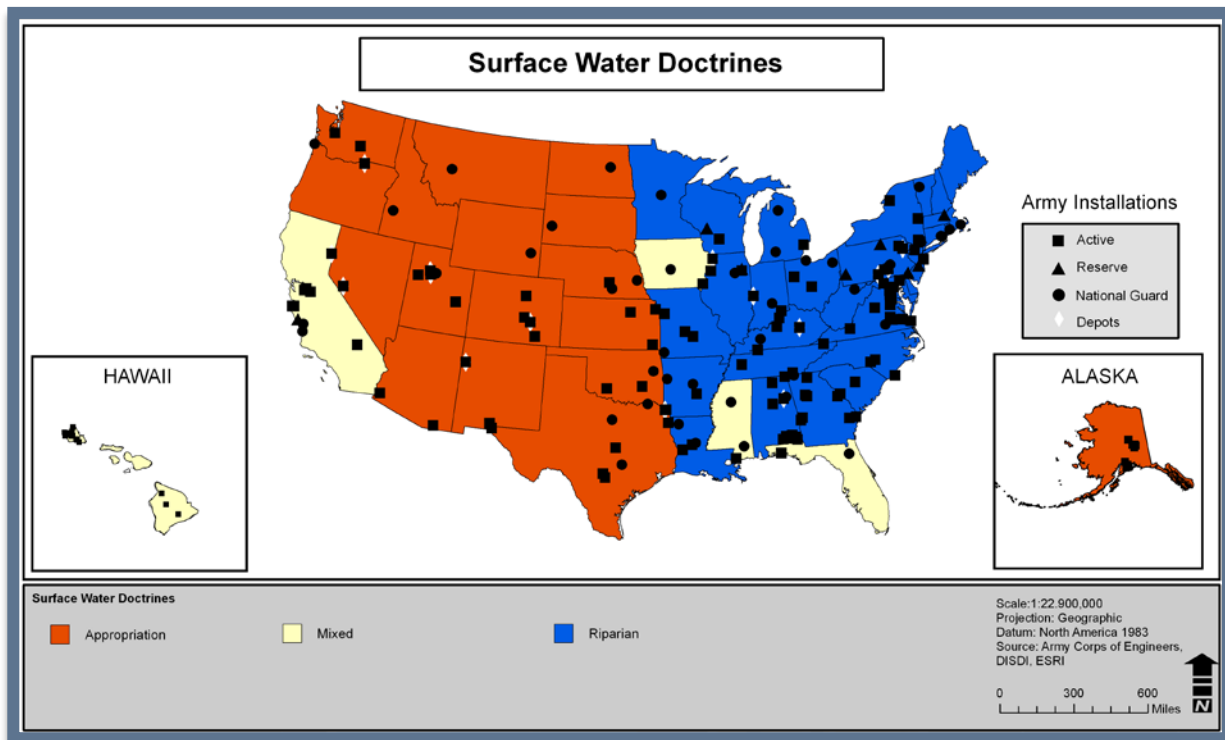 Surface Water Doctrines
Army Installations
Active
Reserve
National Guard
Depots
HAWAII
ALASKA
Surface Water Doctrines
Appropriation
Mixed
Riparian
Scale:1:22.900,000
Projection: Geographic
Datum: North America 1983
Source: Army Corps of Engineers,
DISDI, ESRI
0 300 600
Miles
N